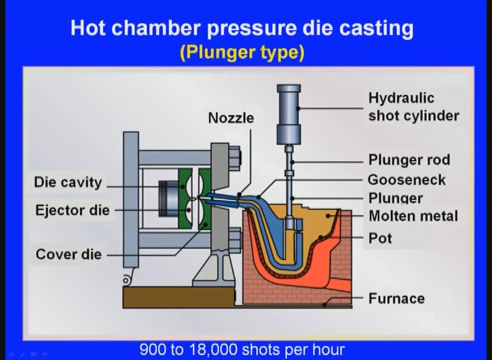 Hot chamber pressure die casting
(Plunger type)
Nozzle
Hydraulic
shot cylinder
Plunger rod
Gooseneck
Plunger
Molten metal
Pot
Furnace
Die cavity
Ejector die
Cover die
900 to 18,000 shots per hour